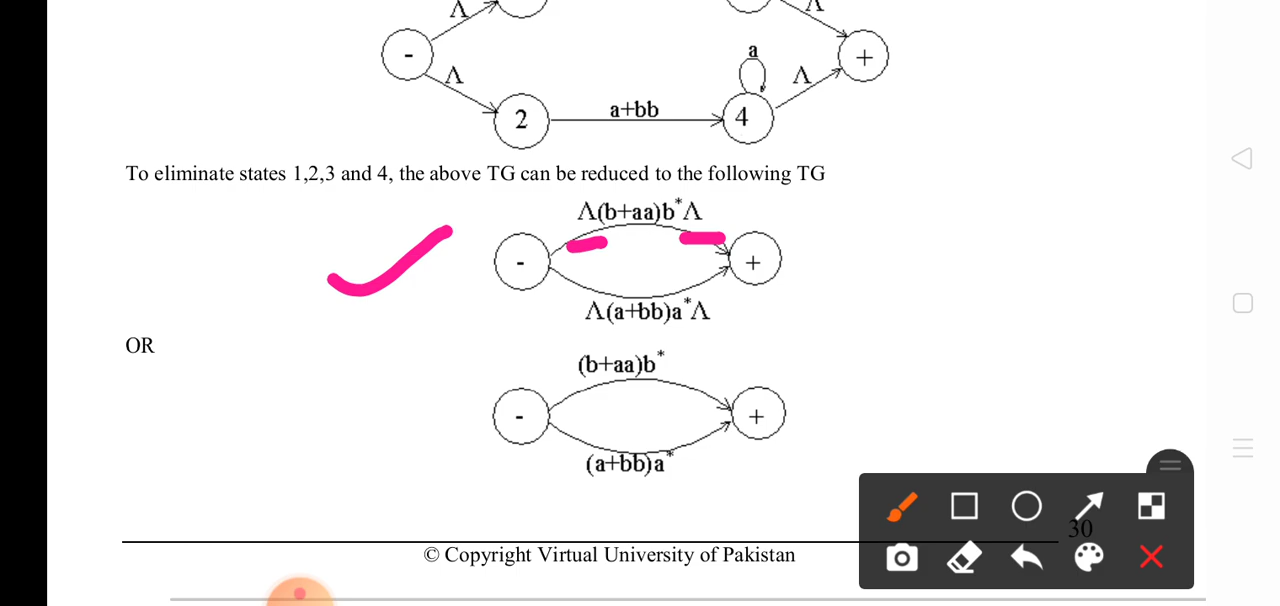 Λ Λ
- a +
Λ Λ
2 a+bb 4
To eliminate states 1,2,3 and 4, the above TG can be reduced to the following TG
Λ(b+aa)b*Λ
- +
Λ(a+bb)a*Λ
OR
(b+aa)b*
- +
(a+bb)a*
30
© Copyright Virtual University of Pakistan